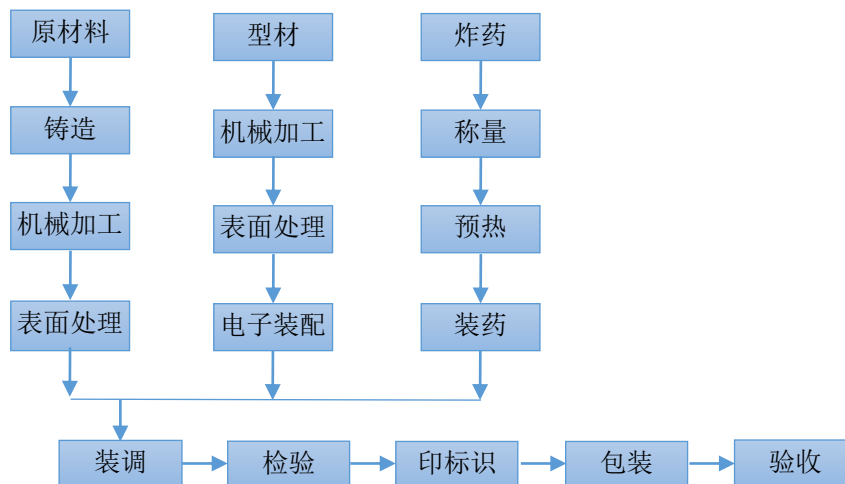 原材料
型材
炸药
铸造
机械加工
称量
机械加工
表面处理
预热
表面处理
电子装配
装药
装调
检验
印标识
包装
验收